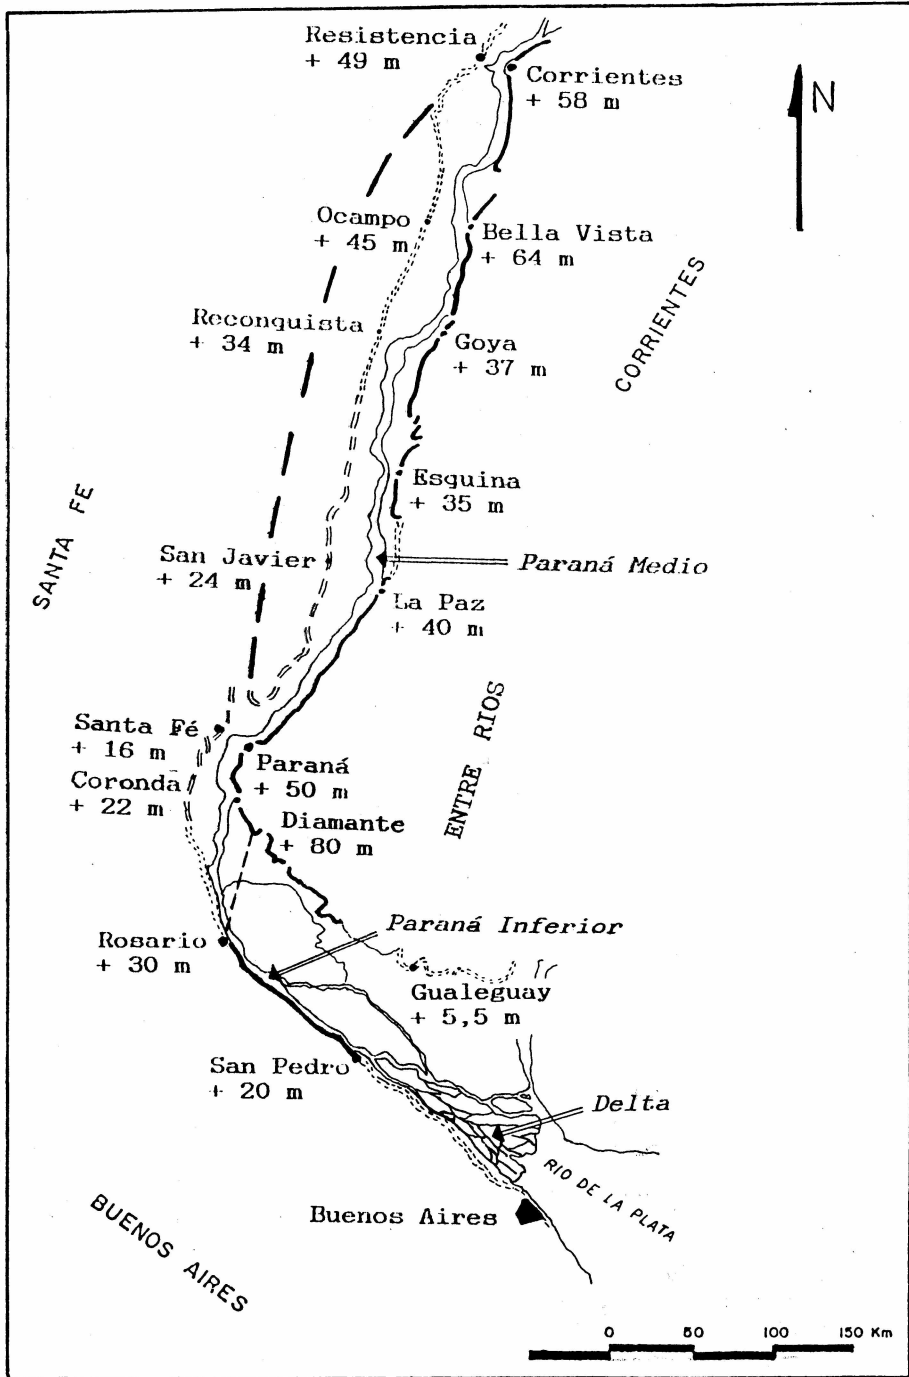 Resistencia
+ 49 m
Corrientes
+ 58 m
N
Ocampo
+ 45 m
Bella Vista
+ 64 m
CORRIENTES
Reconquista
+ 34 m
Goya
+ 37 m
Esquina
+ 35 m
SANTA FE
San Javier
+ 24 m
Paraná Medio
La Paz
+ 40 m
ENTRE RIOS
Santa Fé
+ 16 m
Paraná
+ 50 m
Coronda
+ 22 m
Diamante
+ 80 m
Paraná Inferior
Rosario
+ 30 m
Gualeguay
+ 5,5 m
San Pedro
+ 20 m
Delta
RIO DE LA PLATA
Buenos Aires
BUENOS AIRES
0 50 100 150 Km